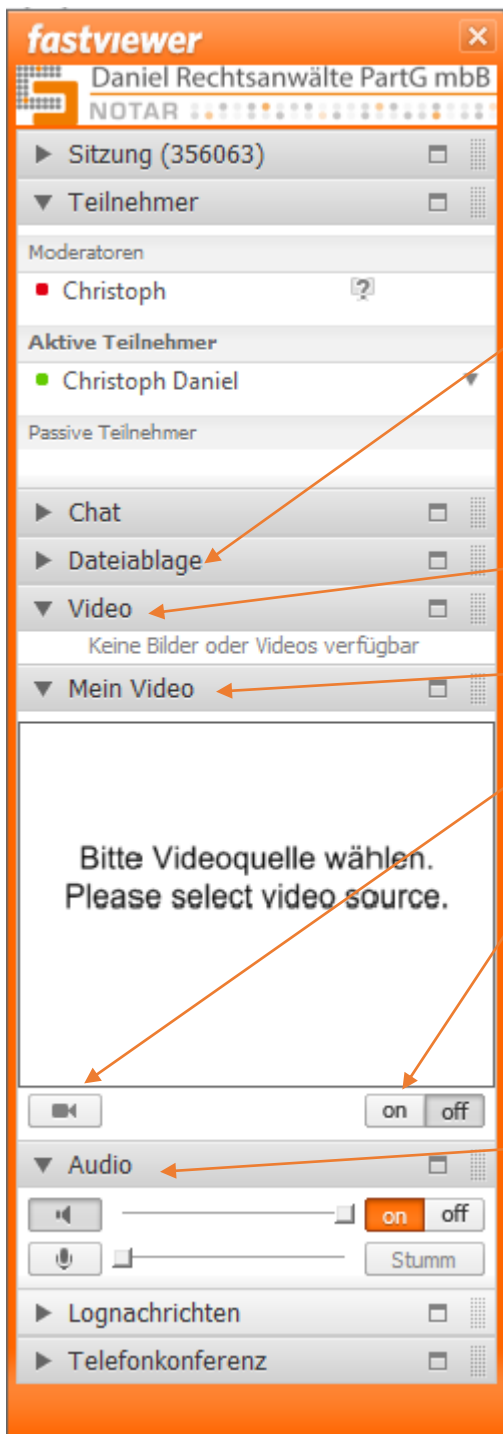 fastviewer
Daniel Rechtsanwälte PartG mbB
NOTAR
Sitzung (356063)
Teilnehmer
Moderatoren
Christoph
?
Aktive Teilnehmer
Christoph Daniel
Passive Teilnehmer
Chat
Dateiablage
Video
Keine Bilder oder Videos verfügbar
Mein Video
Bitte Videoquelle wählen.
Please select video source.
on off
Audio
on off
Stumm
Lognachrichten
Telefonkonferenz